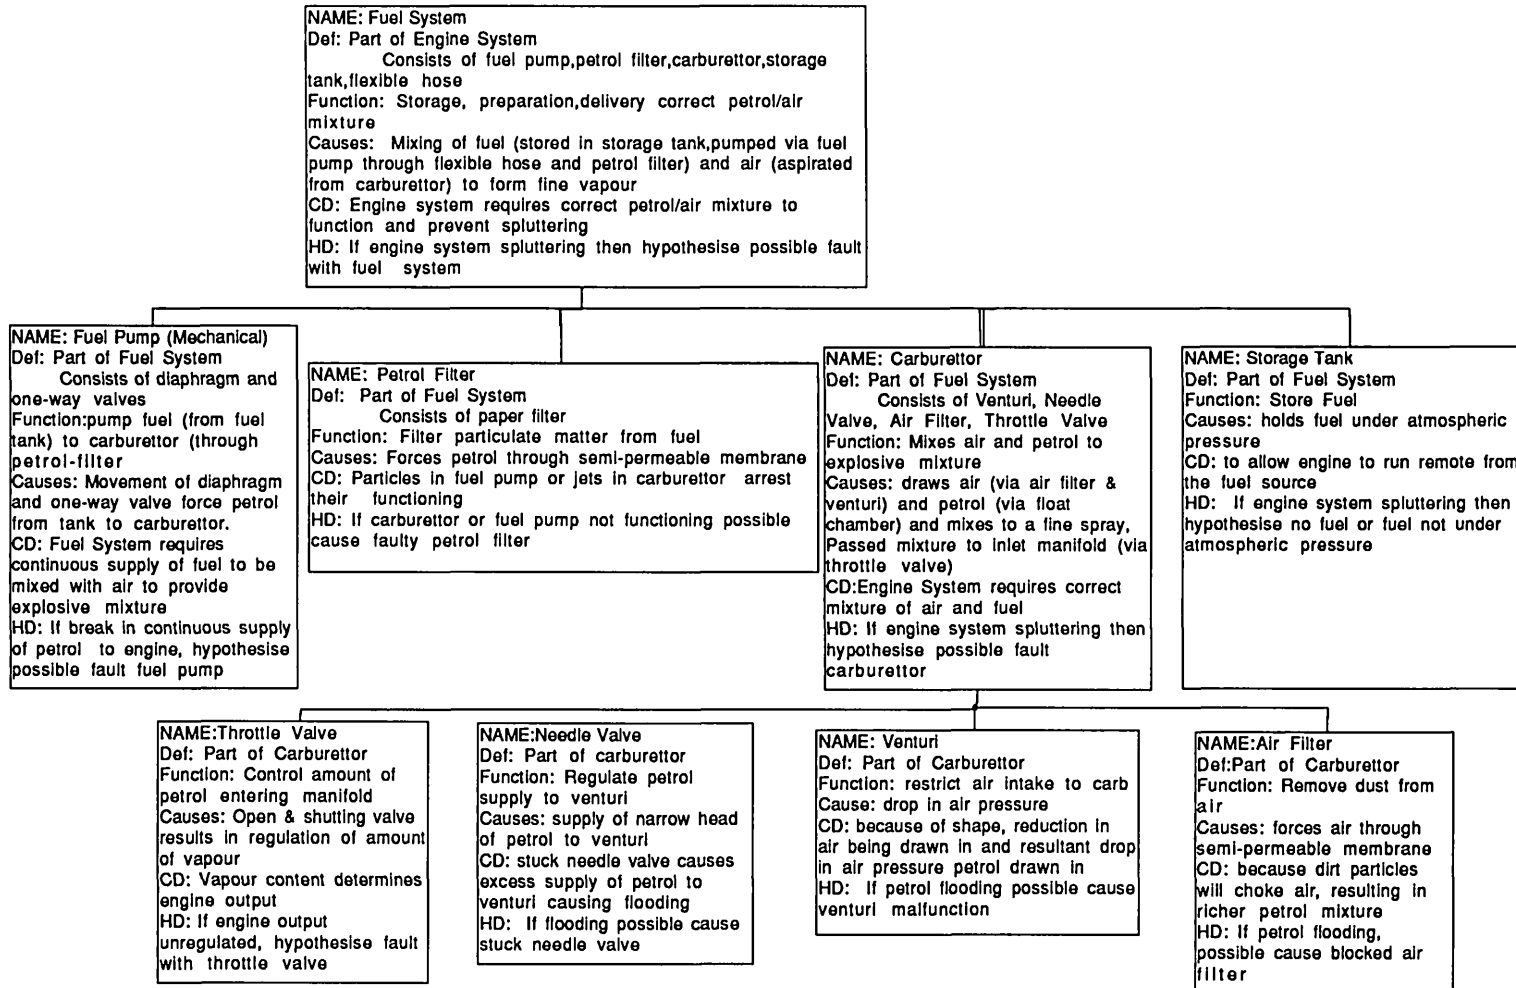 NAME: Fuel System
Def: Part of Engine System
Consists of fuel pump,petrol filter,carburettor,storage
tank,flexible hose
Function: Storage, preparation,delivery correct petrol/air
mixture
Causes: Mixing of fuel (stored in storage tank,pumped via fuel
pump through flexible hose and petrol filter) and air (aspirated
from carburettor) to form fine vapour
CD: Engine system requires correct petrol/air mixture to
function and prevent spluttering
HD: If engine system spluttering then hypothesise possible fault
with fuel system
NAME: Fuel Pump (Mechanical)
Def: Part of Fuel System
Consists of diaphragm and
one-way valves
Function:pump fuel (from fuel
tank) to carburettor (through
petrol-filter
Causes: Movement of diaphragm
and one-way valve force petrol
from tank to carburettor.
CD: Fuel System requires
continuous supply of fuel to be
mixed with air to provide
explosive mixture
HD: If break in continuous supply
of petrol to engine, hypothesise
possible fault fuel pump
NAME: Petrol Filter
Def: Part of Fuel System
Consists of paper filter
Function: Filter particulate matter from fuel
Causes: Forces petrol through semi-permeable membrane
CD: Particles in fuel pump or jets in carburettor arrest
their functioning
HD: If carburettor or fuel pump not functioning possible
cause faulty petrol filter
NAME: Carburettor
Def: Part of Fuel System
Consists of Venturi, Needle
Valve, Air Filter, Throttle Valve
Function: Mixes air and petrol to
explosive mixture
Causes: draws air (via air filter &
venturi) and petrol (via float
chamber) and mixes to a fine spray,
Passed mixture to inlet manifold (via
throttle valve)
CD:Engine System requires correct
mixture of air and fuel
HD: If engine system spluttering then
hypothesise possible fault
carburettor
NAME: Storage Tank
Def: Part of Fuel System
Function: Store Fuel
Causes: holds fuel under atmospheric
pressure
CD: to allow engine to run remote from
the fuel source
HD: If engine system spluttering then
hypothesise no fuel or fuel not under
atmospheric pressure
NAME:Throttle Valve
Def: Part of Carburettor
Function: Control amount of
petrol entering manifold
Causes: Open & shutting valve
results in regulation of amount
of vapour
CD: Vapour content determines
engine output
HD: If engine output
unregulated, hypothesise fault
with throttle valve
NAME:Needle Valve
Def: Part of carburettor
Function: Regulate petrol
supply to venturi
Causes: supply of narrow head
of petrol to venturi
CD: stuck needle valve causes
excess supply of petrol to
venturi causing flooding
HD: If flooding possible cause
stuck needle valve
NAME: Venturi
Def: Part of Carburettor
Function: restrict air intake to carb
Cause: drop in air pressure
CD: because of shape, reduction in
air being drawn in and resultant drop
in air pressure petrol drawn in
HD: If petrol flooding possible cause
venturi malfunction
NAME:Air Filter
Def:Part of Carburettor
Function: Remove dust from
air
Causes: forces air through
semi-permeable membrane
CD: because dirt particles
will choke air, resulting in
richer petrol mixture
HD: If petrol flooding,
possible cause blocked air
filter